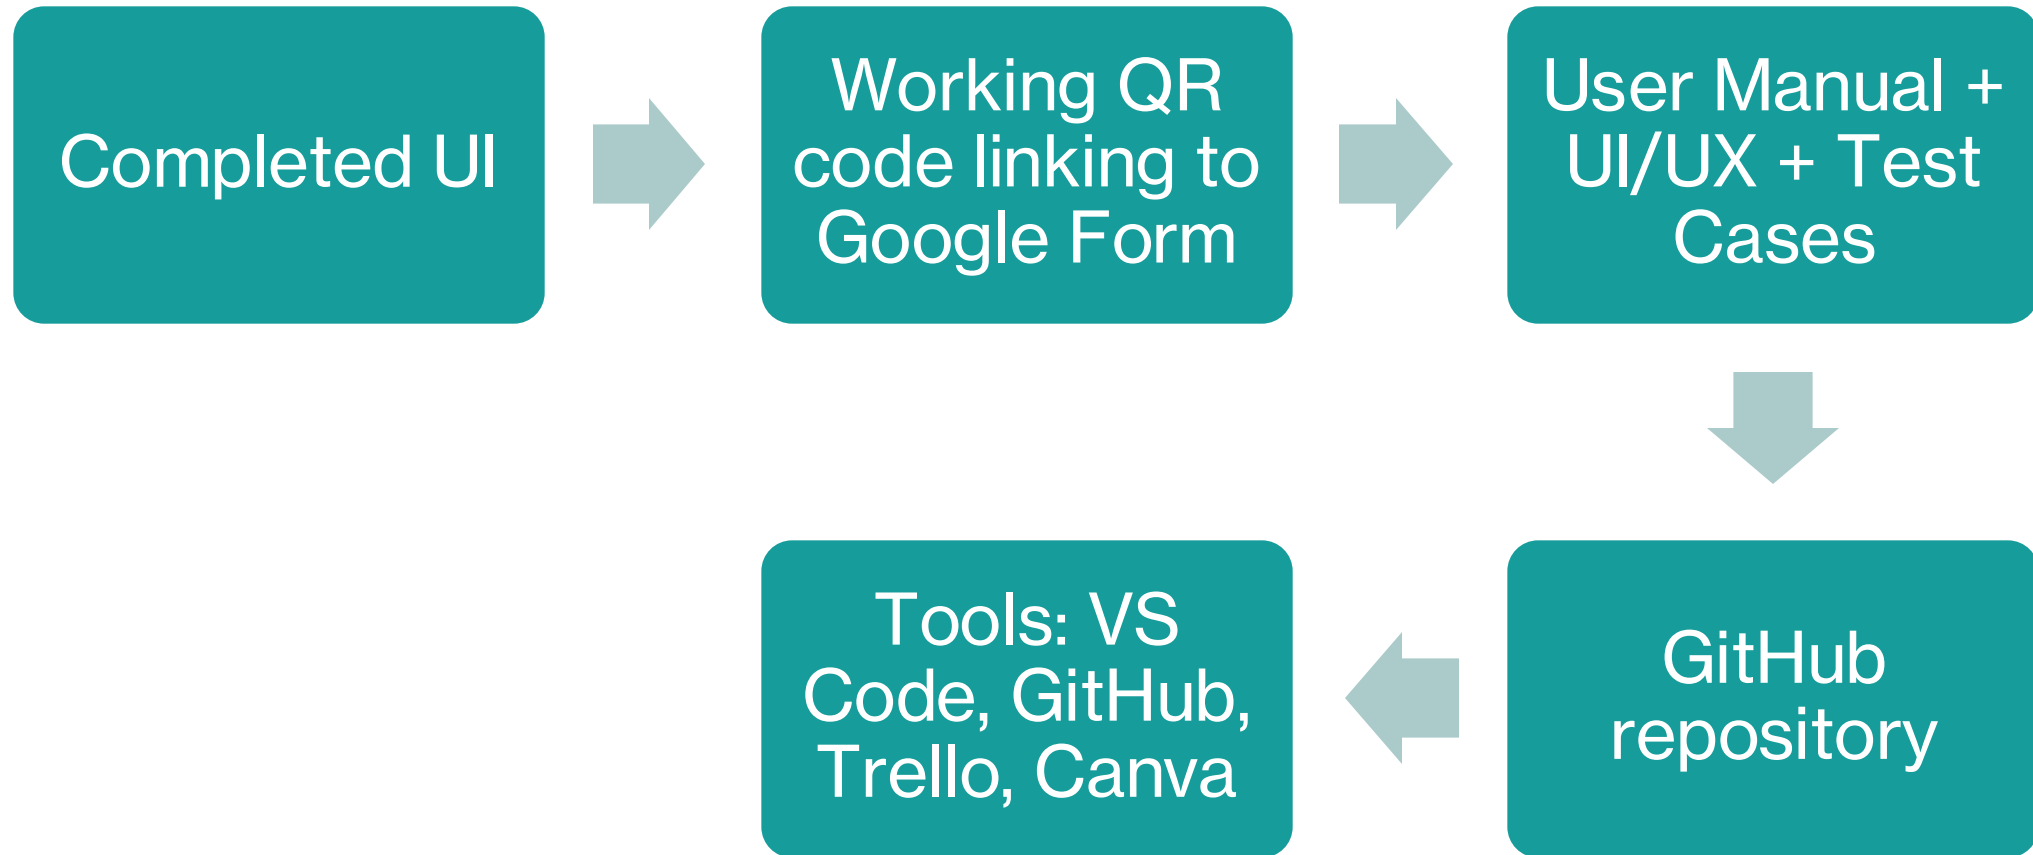 Completed UI
Working QR
code linking to
Google Form
User Manual +
UI/UX + Test
Cases
GitHub
repository
Tools: VS
Code, GitHub,
Trello, Canva